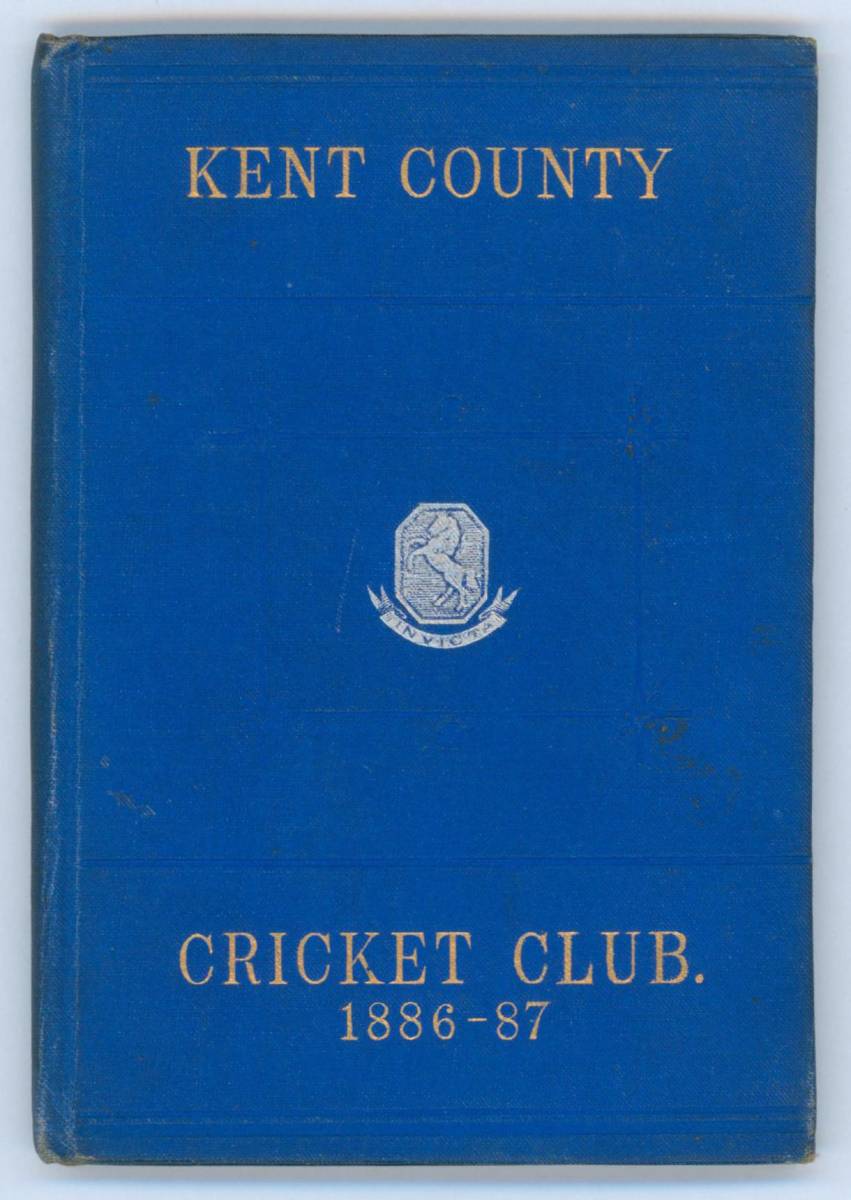 KENT COUNTY
INVICTA
CRICKET CLUB.
1886-87